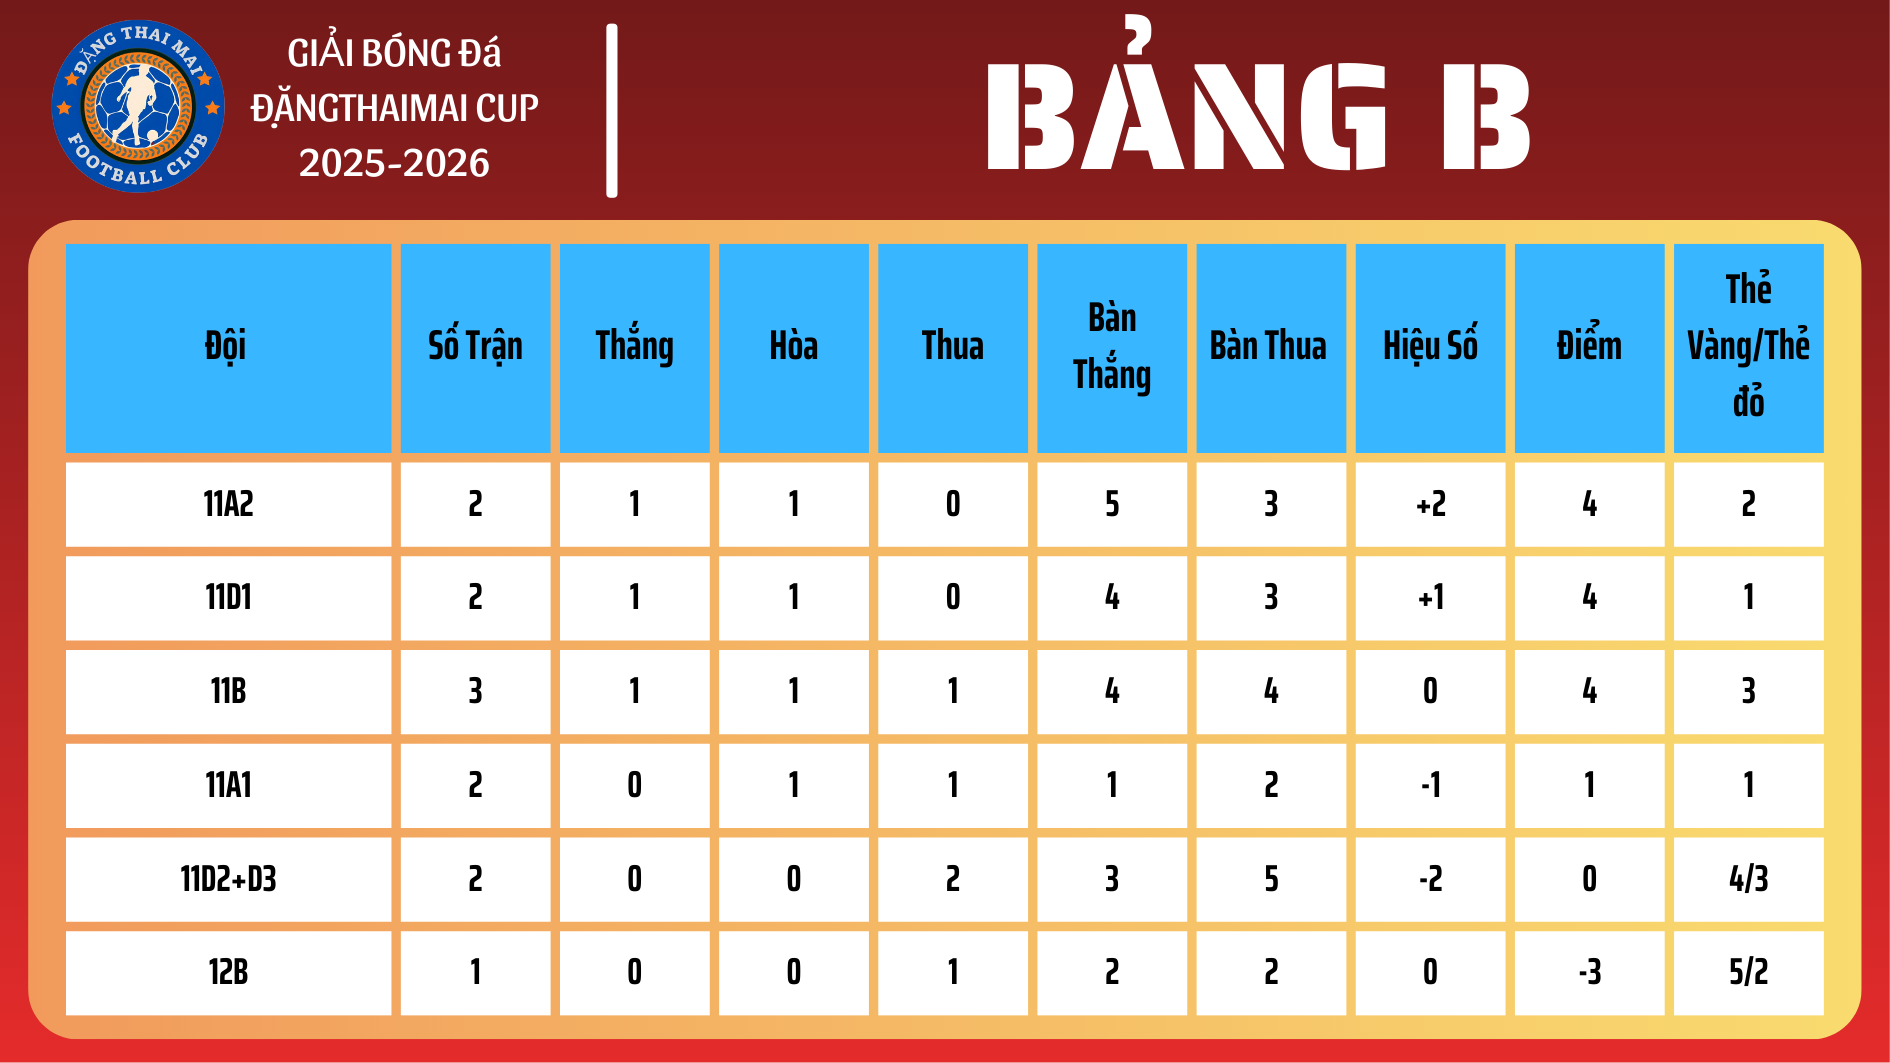 ĐẶNG THAI MAI
FOOTBALL CLUB
GIẢI BÓNG Đá
ĐẶNGTHAIMAI CUP
2025-2026
BẢNG B
Đội Số Trận Thắng Hòa Thua Bàn Thắng Bàn Thua Hiệu Số Điểm Thẻ Vàng/Thẻ đỏ
11A2 2 1 1 0 5 3 +2 4 2
11D1 2 1 1 0 4 3 +1 4 1
11B 3 1 1 1 4 4 0 4 3
11A1 2 0 1 1 1 2 -1 1 1
11D2+D3 2 0 0 2 3 5 -2 0 4/3
12B 1 0 0 1 2 2 0 -3 5/2